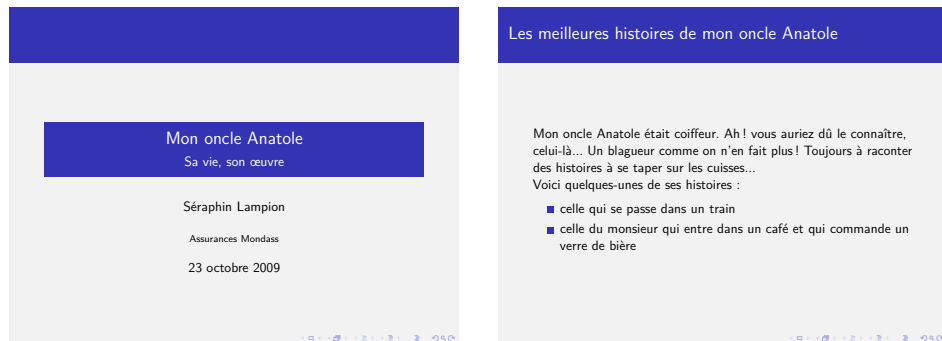 Mon oncle Anatole
Sa vie, son œuvre
Séraphin Lampion
Assurances Mondass
23 octobre 2009
Les meilleures histoires de mon oncle Anatole
Mon oncle Anatole était coiffeur. Ah ! vous auriez dû le connaître,
celui-là... Un blagueur comme on n'en fait plus ! Toujours à raconter
des histoires à se taper sur les cuisses...
Voici quelques-unes de ses histoires :
celle qui se passe dans un train
celle du monsieur qui entre dans un café et qui commande un
verre de bière